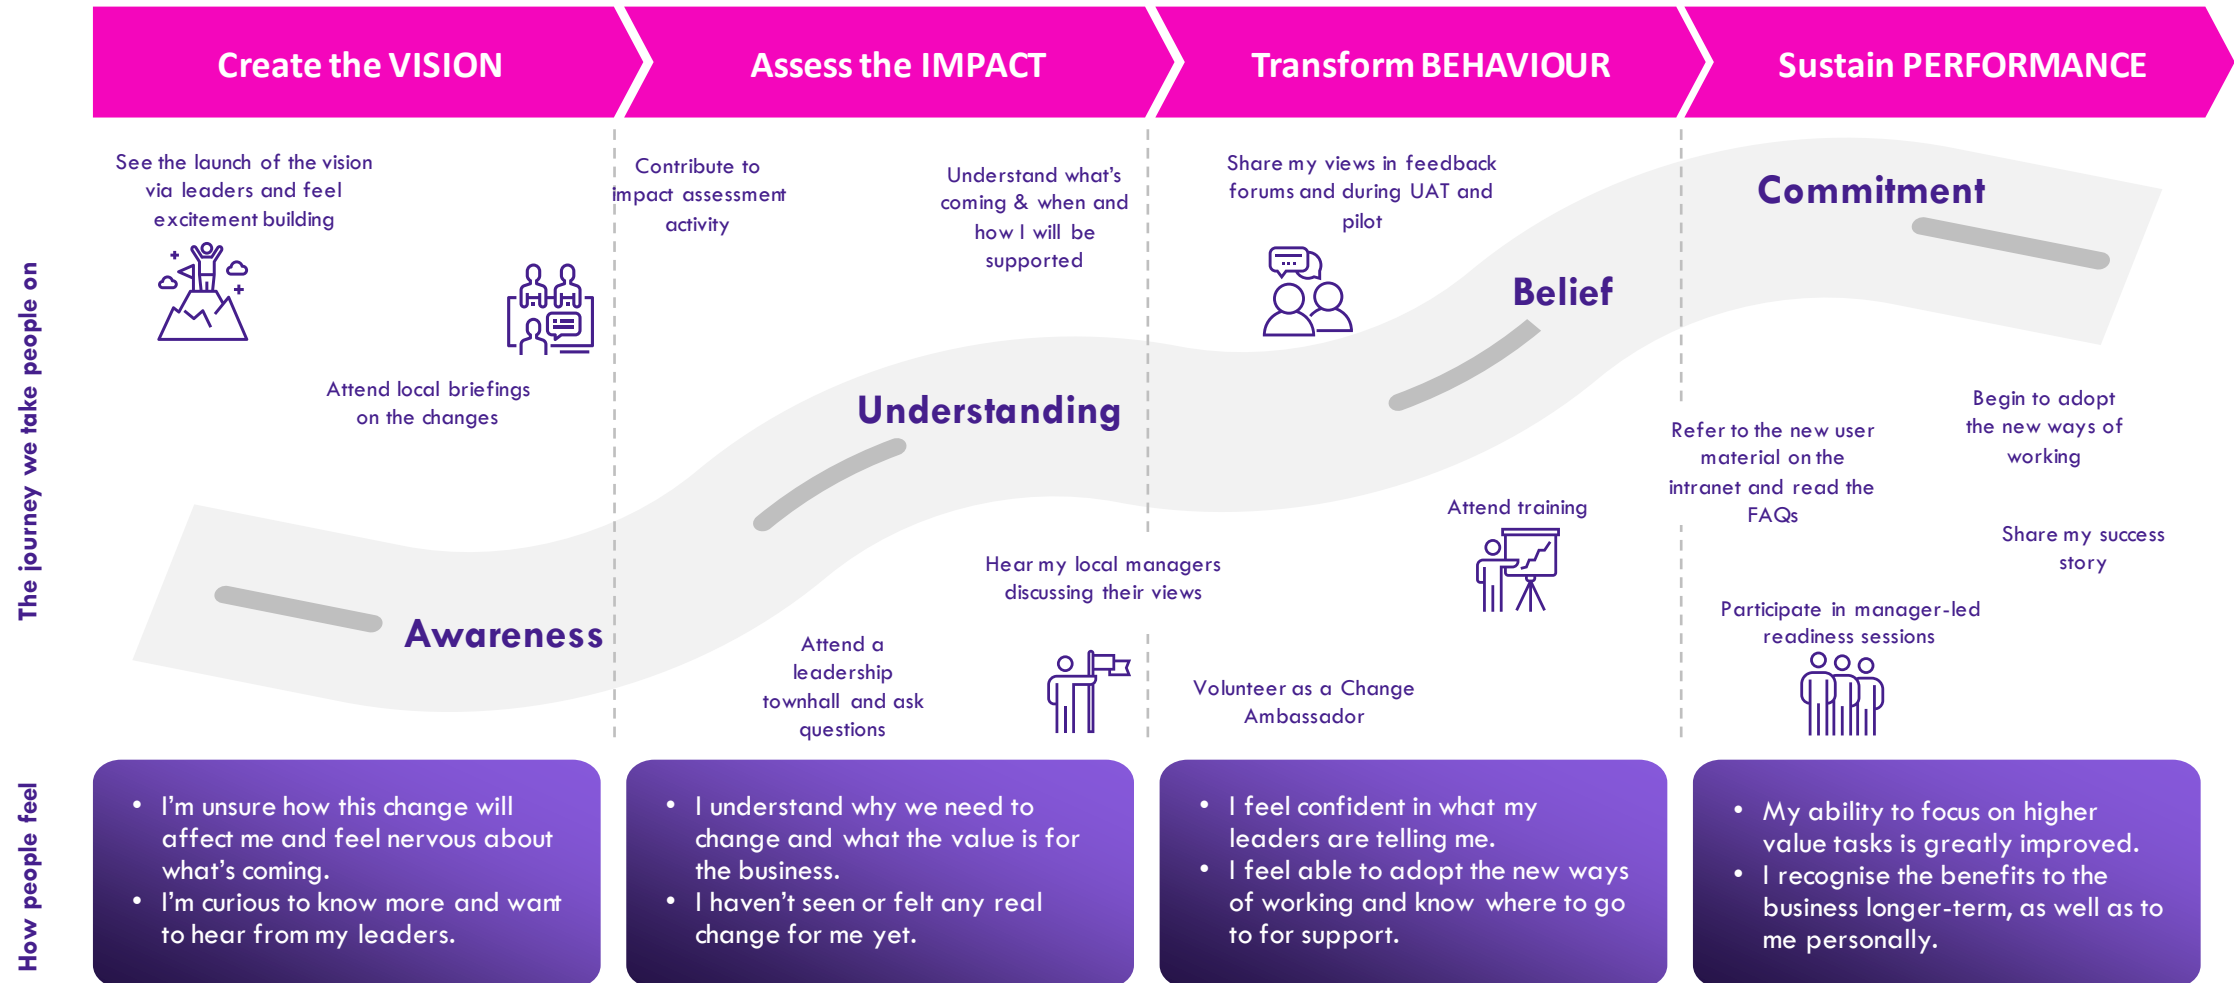 Create the VISION
Assess the IMPACT
Transform BEHAVIOUR
Sustain PERFORMANCE
The journey we take people on
See the launch of the vision
via leaders and feel
excitement building
Attend local briefings
on the changes
Awareness
Contribute to
impact assessment
activity
Understand what's
coming & when and
how I will be
supported
Understanding
Hear my local managers
discussing their views
Attend a
leadership
townhall and ask
questions
Share my views in feedback
forums and during UAT and
pilot
Belief
Attend training
Volunteer as a Change
Ambassador
Commitment
Refer to the new user
material on the
intranet and read the
FAQs
Begin to adopt
the new ways of
working
Share my success
story
Participate in manager-led
readiness sessions
How people feel
• I'm unsure how this change will
affect me and feel nervous about
what's coming.
• I'm curious to know more and want
to hear from my leaders.
• I understand why we need to
change and what the value is for
the business.
• I haven't seen or felt any real
change for me yet.
• I feel confident in what my
leaders are telling me.
• I feel able to adopt the new ways
of working and know where to go
to for support.
• My ability to focus on higher
value tasks is greatly improved.
• I recognise the benefits to the
business longer-term, as well as to
me personally.